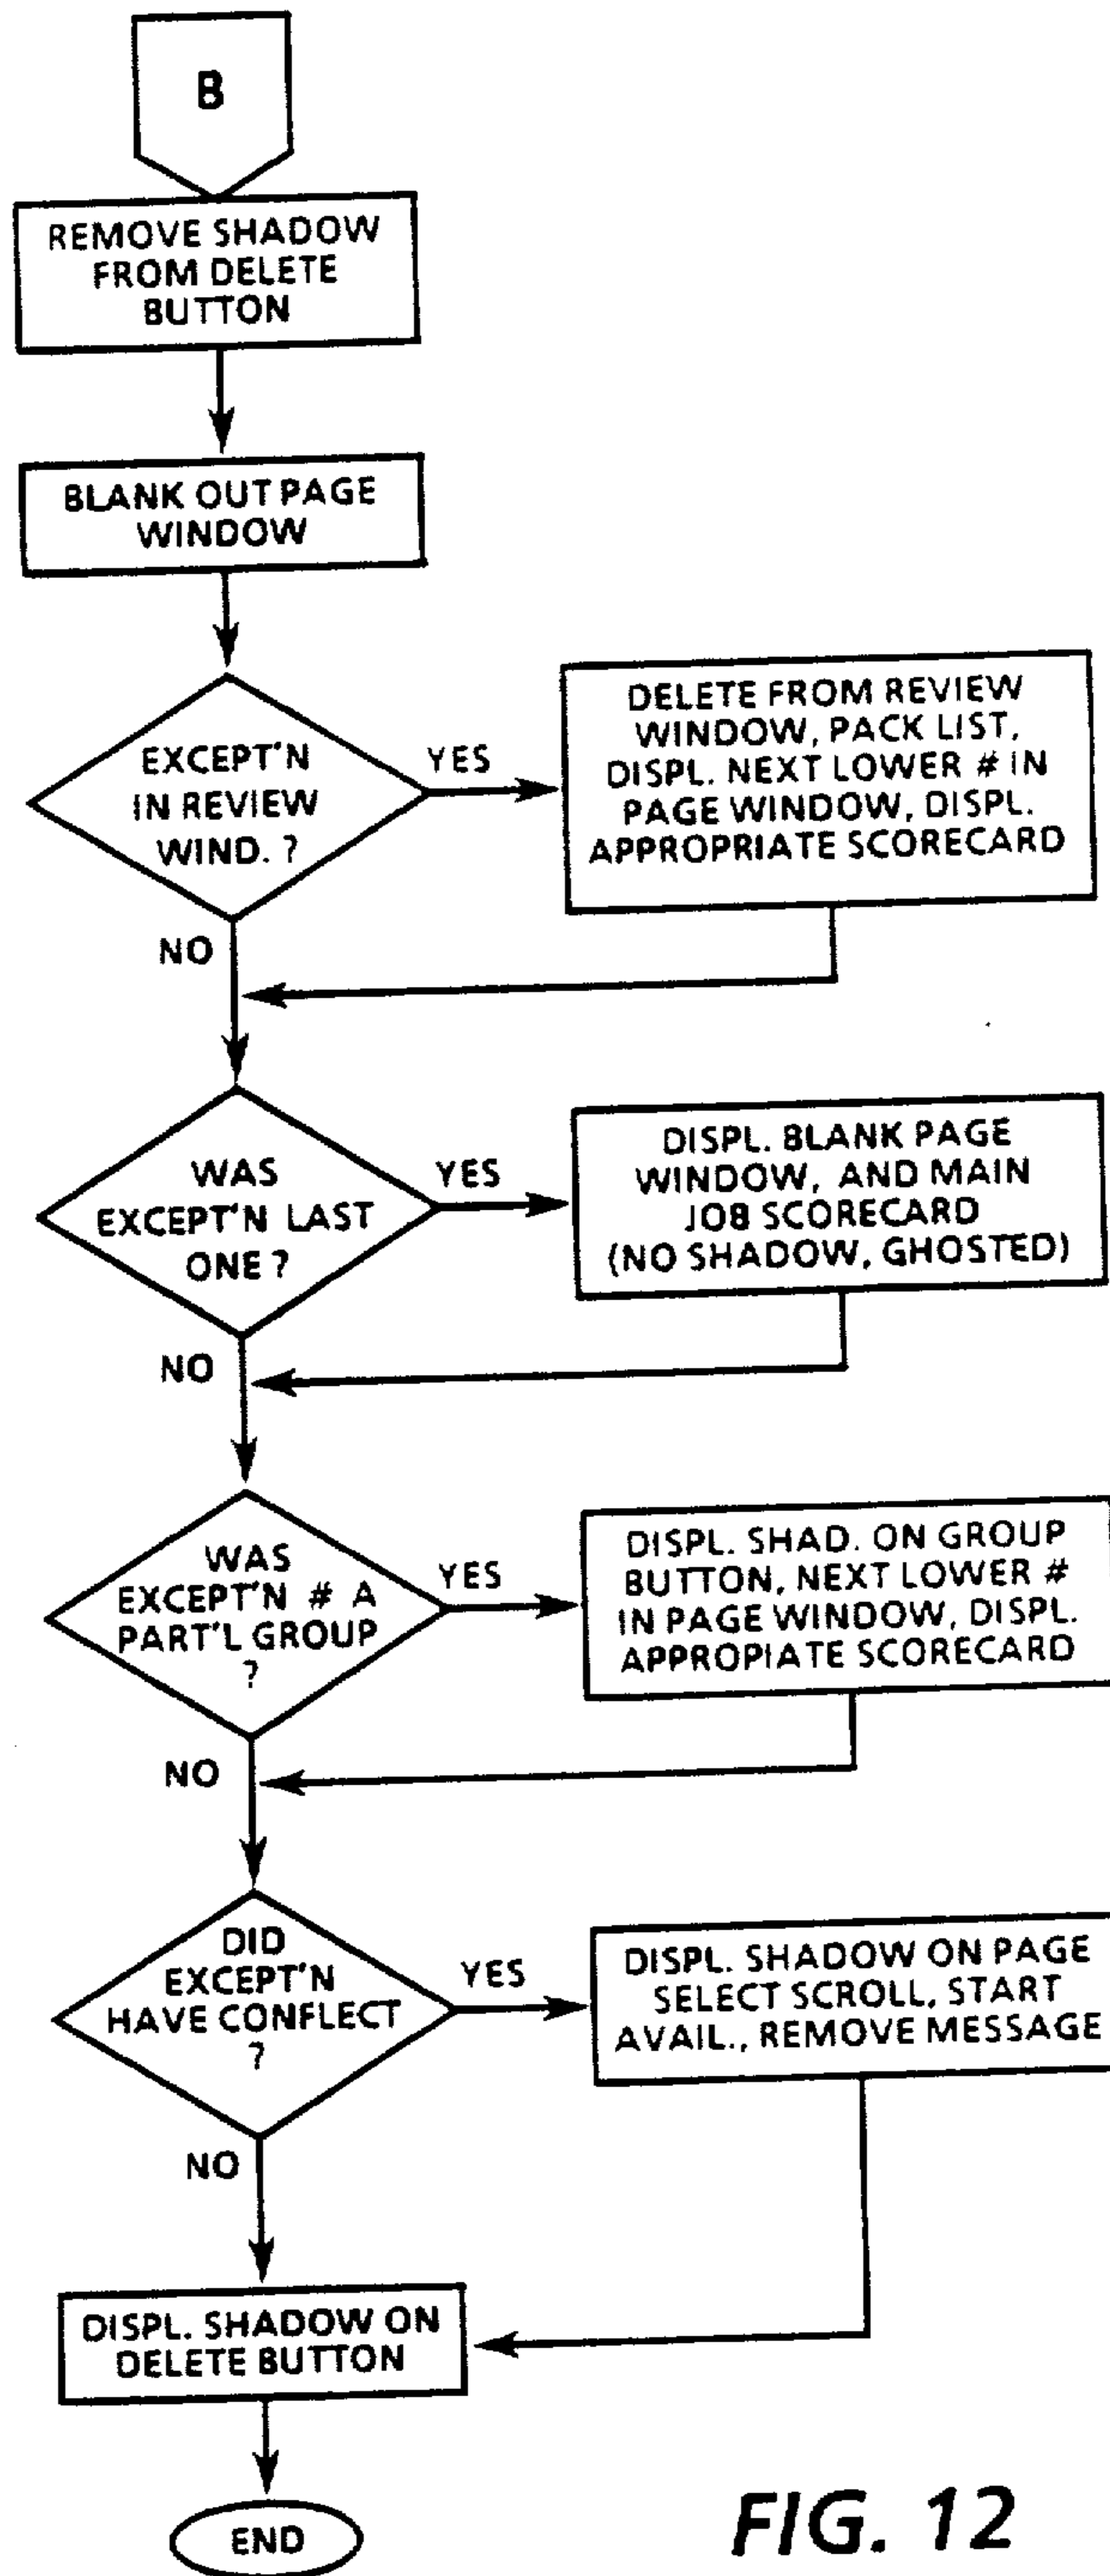 B
REMOVE SHADOW
FROM DELETE
BUTTON
BLANK OUT PAGE
WINDOW
EXCEPT'N
IN REVIEW
WIND. ?
YES
DELETE FROM REVIEW
WINDOW, PACK LIST,
DISPL. NEXT LOWER # IN
PAGE WINDOW, DISPL.
APPROPRIATE SCORECARD
NO
WAS
EXCEPT'N LAST
ONE ?
YES
DISPL. BLANK PAGE
WINDOW, AND MAIN
JOB SCORECARD
(NO SHADOW, GHOSTED)
NO
WAS
EXCEPT'N # A
PART'L GROUP
?
YES
DISPL. SHAD. ON GROUP
BUTTON, NEXT LOWER #
IN PAGE WINDOW, DISPL.
APPROPIATE SCORECARD
NO
DID
EXCEPT'N
HAVE CONFLECT
?
YES
DISPL. SHADOW ON PAGE
SELECT SCROLL, START
AVAIL., REMOVE MESSAGE
NO
DISPL. SHADOW ON
DELETE BUTTON
END
FIG. 12